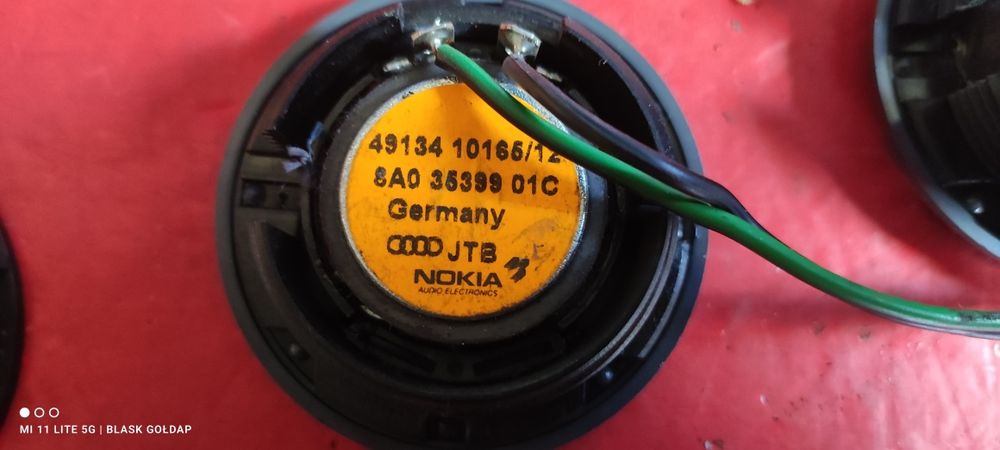 49134 10165/12
8A0 35399 01C
Germany
JTB
NOKIA
AUDIO ELECTRONICS
MI 11 LITE 5G | BLASK GOŁDAP